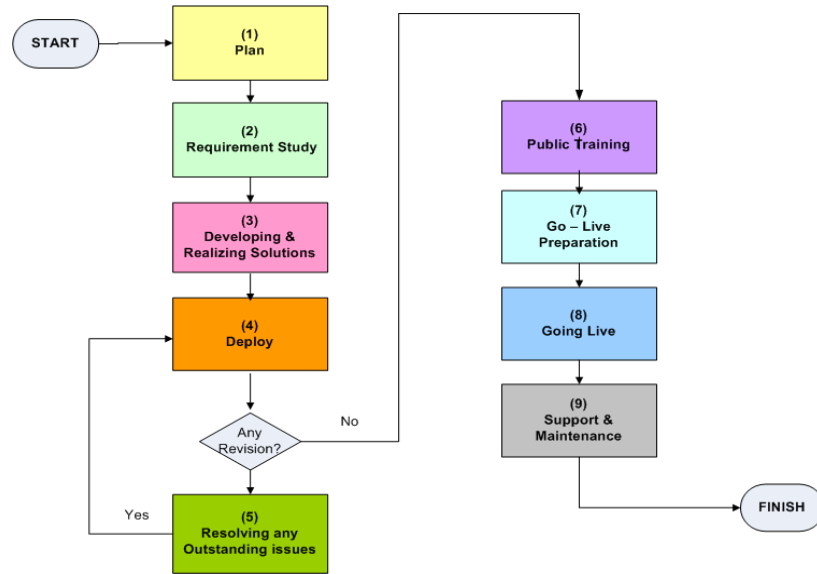 START
(1)
Plan
(2)
Requirement Study
(3)
Developing &
Realizing Solutions
(4)
Deploy
Any
Revision?
No
Yes
(5)
Resolving any
Outstanding issues
(6)
Public Training
(7)
Go – Live
Preparation
(8)
Going Live
(9)
Support &
Maintenance
FINISH